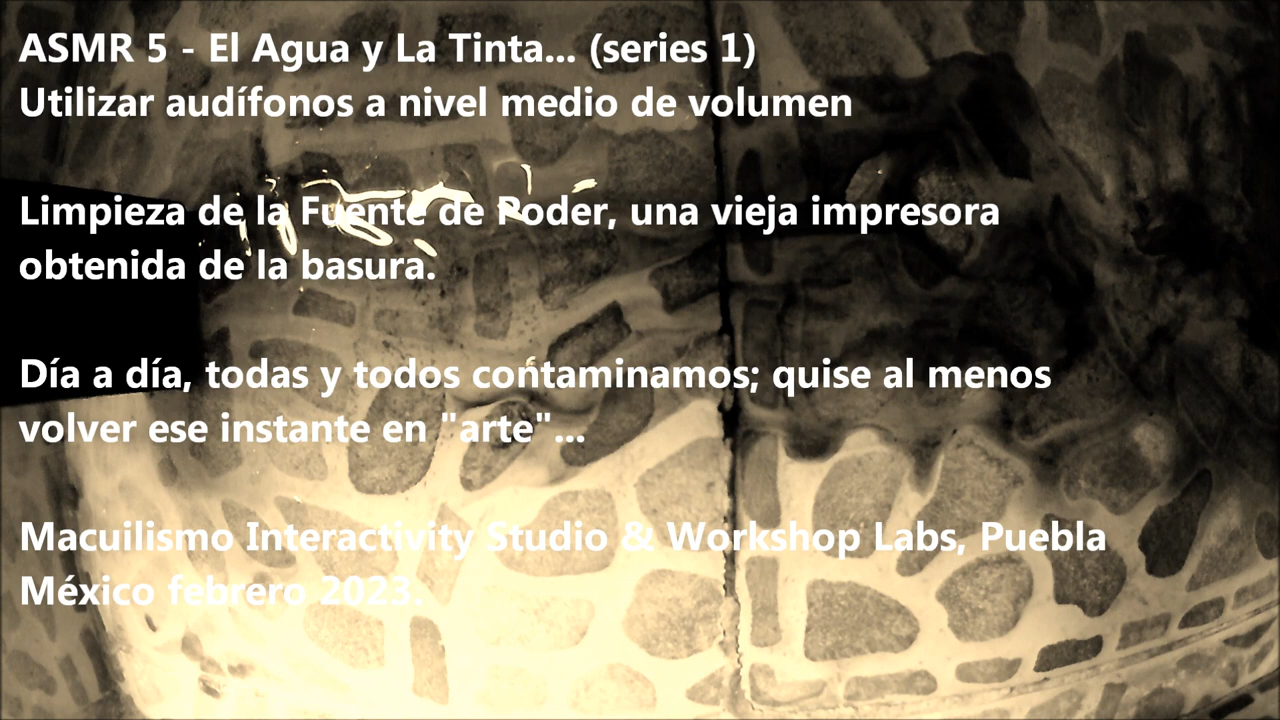 ASMR 5 - El Agua y La Tinta... (series 1)
Utilizar audífonos a nivel medio de volumen
Limpieza de la Fuente de Poder, una vieja impresora
obtenida de la basura.
Día a día, todas y todos contaminamos; quise al menos
volver ese instante en "arte"...
Macuilismo Interactivity Studio & Workshop Labs, Puebla
México febrero 2023.